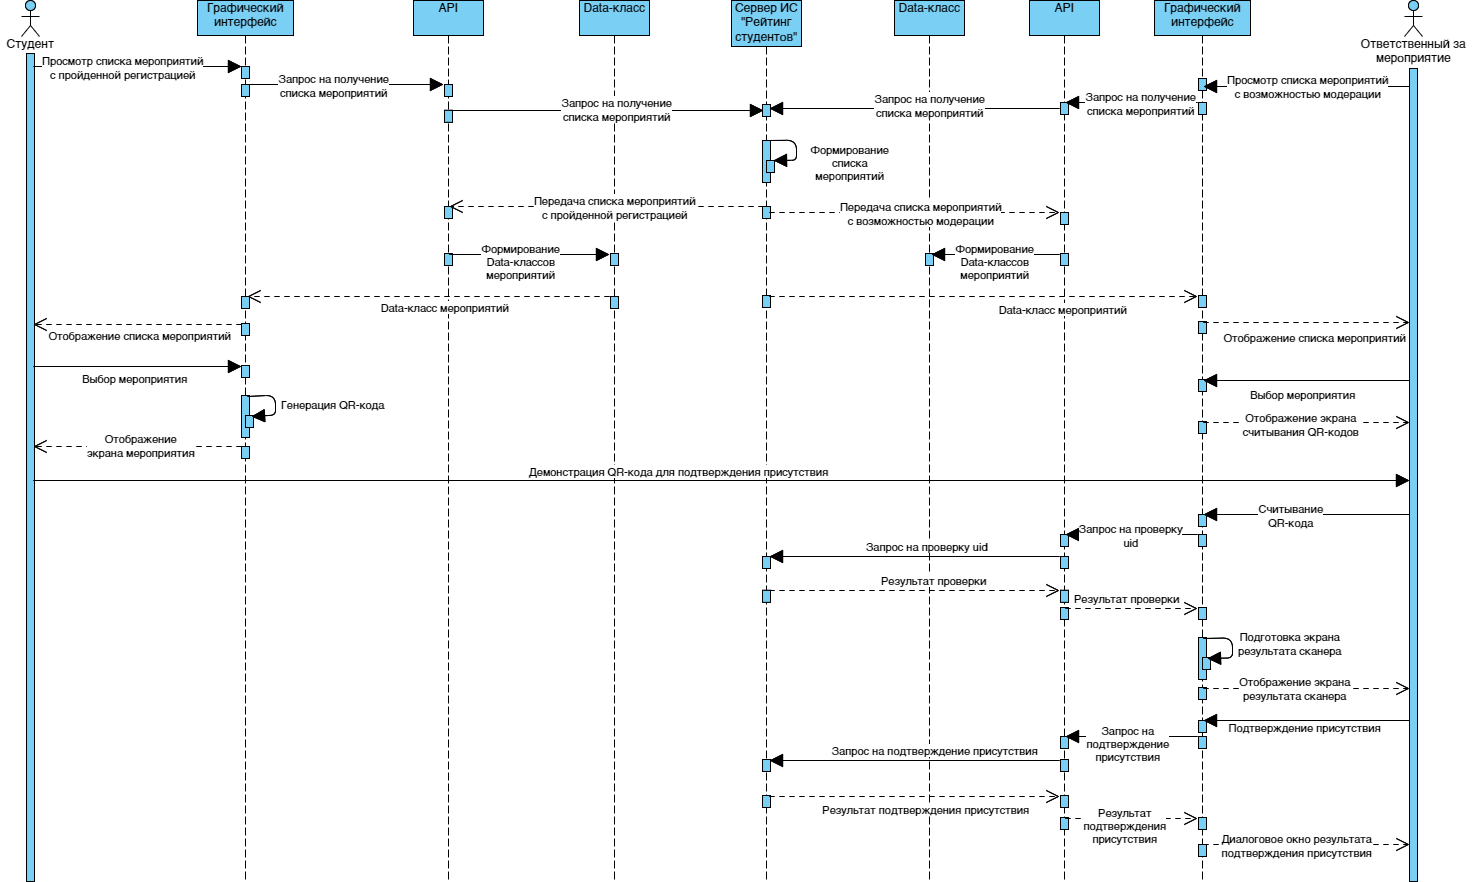 Студент
Графический
интерфейс
API
Data-класс
Сервер ИС
"Рейтинг
студентов"
Data-класс
API
Графический
интерфейс
Ответственный за
мероприятие
Просмотр списка мероприятий
с пройденной регистрацией
Запрос на получение
списка мероприятий
Запрос на получение
списка мероприятий
Запрос на получение
списка мероприятий
Запрос на получение
списка мероприятий
Просмотр списка мероприятий
с возможностью модерации
Формирование
списка
мероприятий
Передача списка мероприятий
с пройденной регистрацией
Передача списка мероприятий
с возможностью модерации
Формирование
Data-классов
мероприятий
Формирование
Data-классов
мероприятий
Data-класс мероприятий
Data-класс мероприятий
Отображение списка мероприятий
Отображение списка мероприятий
Выбор мероприятия
Выбор мероприятия
Генерация QR-кода
Отображение экрана
считывания QR-кодов
Отображение
экрана мероприятия
Демонстрация QR-кода для подтверждения присутствия
Считывание
QR-кода
Запрос на проверку
uid
Запрос на проверку uid
Результат проверки
Результат проверки
Подготовка экрана
результата сканера
Отображение экрана
результата сканера
Подтверждение присутствия
Запрос на
подтверждение
присутствия
Запрос на подтверждение присутствия
Результат подтверждения присутствия
Результат
подтверждения
присутствия
Диалоговое окно результата
подтверждения присутствия